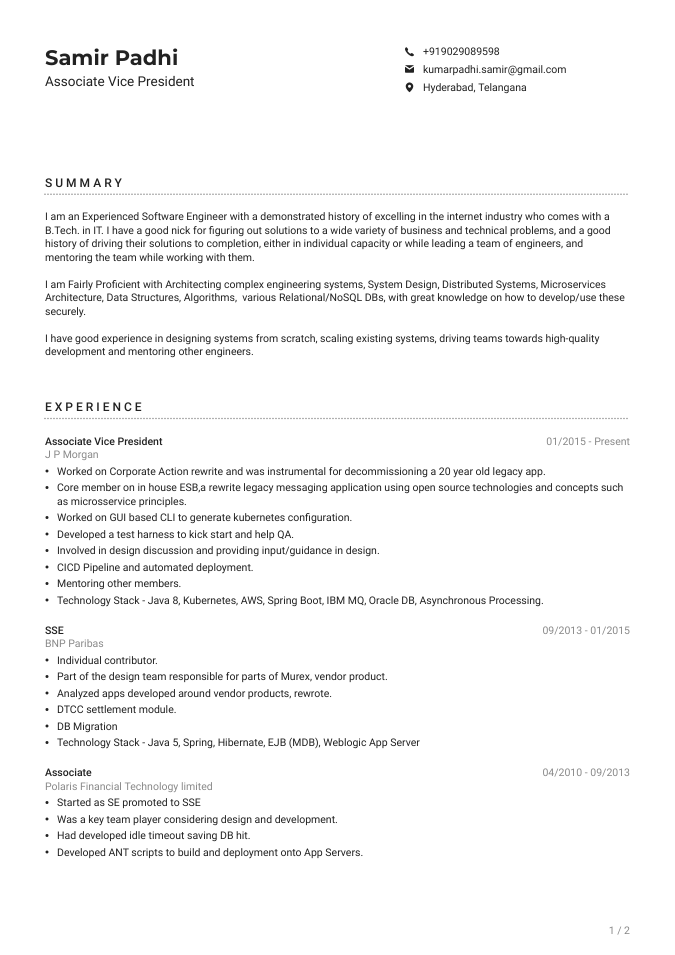 Samir Padhi
Associate Vice President
+919029089598
kumarpadhi.samir@gmail.com
Hyderabad, Telangana
SUMMARY
I am an Experienced Software Engineer with a demonstrated history of excelling in the internet industry who comes with a
B.Tech. in IT. I have a good nick for figuring out solutions to a wide variety of business and technical problems, and a good
history of driving their solutions to completion, either in individual capacity or while leading a team of engineers, and
mentoring the team while working with them.
I am Fairly Proficient with Architecting complex engineering systems, System Design, Distributed Systems, Microservices
Architecture, Data Structures, Algorithms,  various Relational/NoSQL DBs, with great knowledge on how to develop/use these
securely.
I have good experience in designing systems from scratch, scaling existing systems, driving teams towards high-quality
development and mentoring other engineers.
EXPERIENCE
Associate Vice President 01/2015 - Present
J P Morgan
• Worked on Corporate Action rewrite and was instrumental for decommissioning a 20 year old legacy app.
• Core member on in house ESB,a rewrite legacy messaging application using open source technologies and concepts such
as microsservice principles.
• Worked on GUI based CLI to generate kubernetes configuration.
• Developed a test harness to kick start and help QA.
• Involved in design discussion and providing input/guidance in design.
• CICD Pipeline and automated deployment.
• Mentoring other members.
• Technology Stack - Java 8, Kubernetes, AWS, Spring Boot, IBM MQ, Oracle DB, Asynchronous Processing.
SSE 09/2013 - 01/2015
BNP Paribas
• Individual contributor.
• Part of the design team responsible for parts of Murex, vendor product.
• Analyzed apps developed around vendor products, rewrote.
• DTCC settlement module.
• DB Migration
• Technology Stack - Java 5, Spring, Hibernate, EJB (MDB), Weblogic App Server
Associate 04/2010 - 09/2013
Polaris Financial Technology limited
• Started as SE promoted to SSE
• Was a key team player considering design and development.
• Had developed idle timeout saving DB hit.
• Developed ANT scripts to build and deployment onto App Servers.
1 / 2